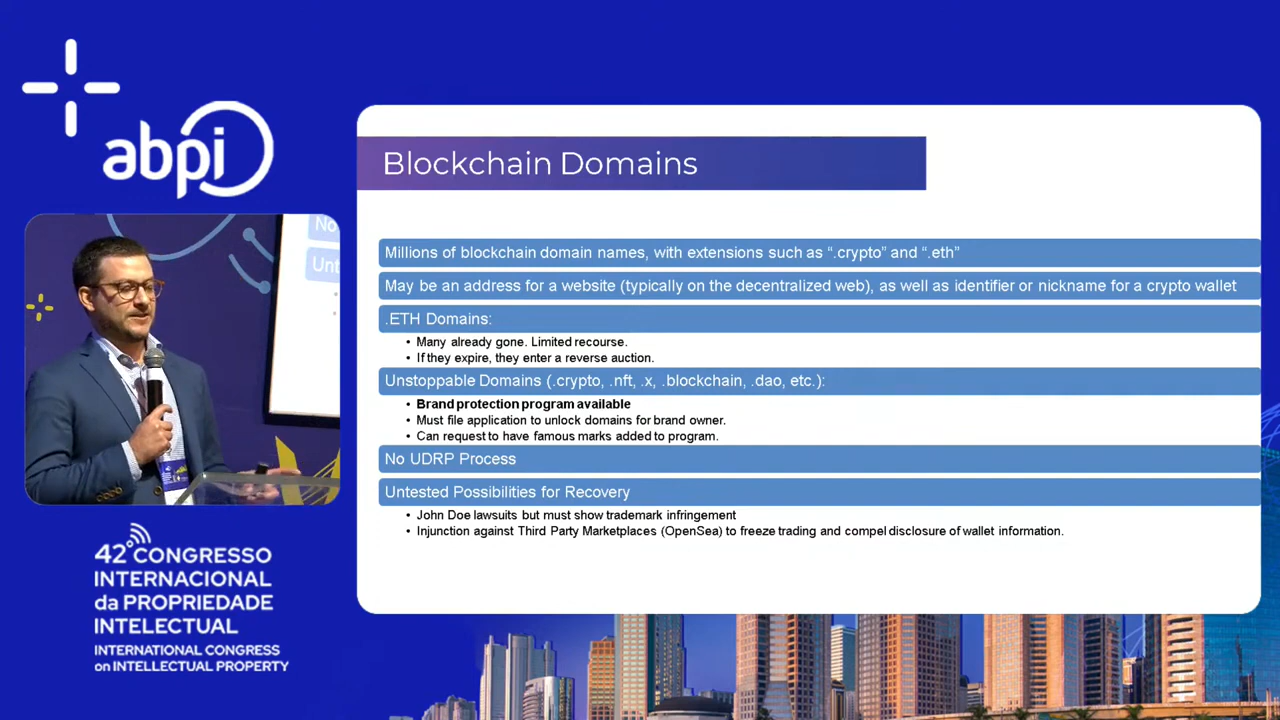 abpi
Blockchain Domains
Millions of blockchain domain names, with extensions such as “.crypto” and “.eth”
May be an address for a website (typically on the decentralized web), as well as identifier or nickname for a crypto wallet
.ETH Domains:
• Many already gone. Limited recourse.
• If they expire, they enter a reverse auction.
Unstoppable Domains (.crypto, .nft, .x, .blockchain, .dao, etc.):
• Brand protection program available
• Must file application to unlock domains for brand owner.
• Can request to have famous marks added to program.
No UDRP Process
Untested Possibilities for Recovery
• John Doe lawsuits but must show trademark infringement
• Injunction against Third Party Marketplaces (OpenSea) to freeze trading and compel disclosure of wallet information.
No
Unt
42º CONGRESSO
INTERNACIONAL
da PROPRIEDADE
INTELECTUAL
INTERNATIONAL CONGRESS
on INTELLECTUAL PROPERTY